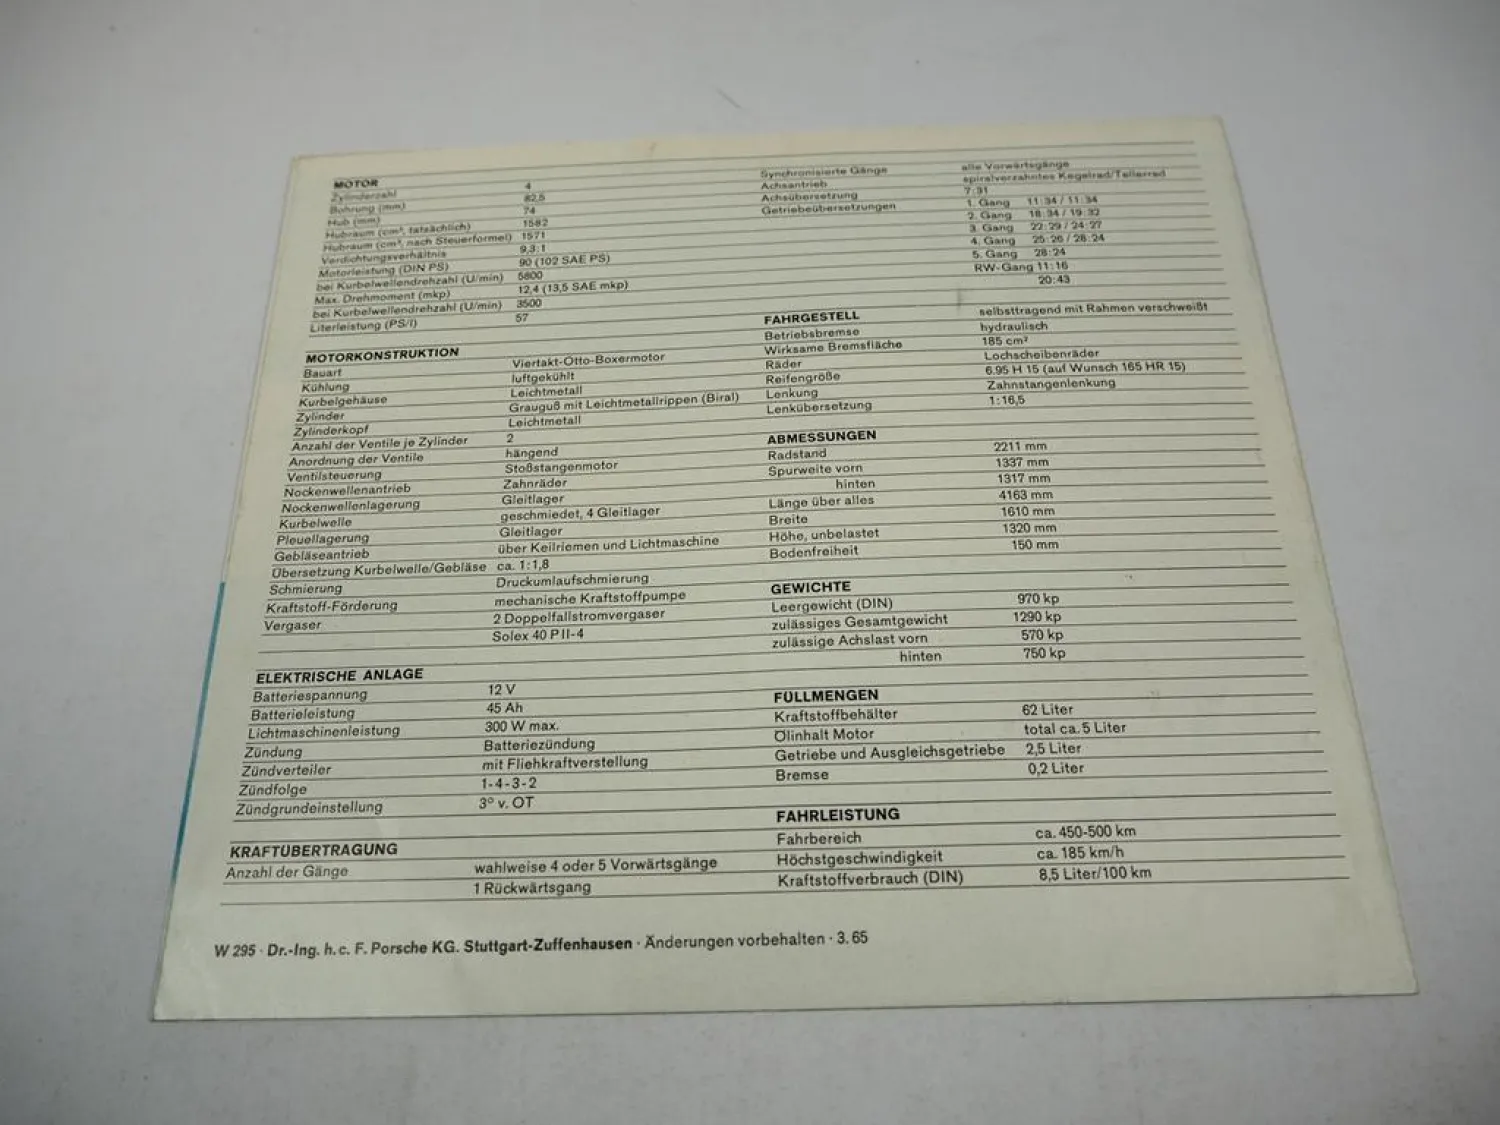 MOTOR
Zylinderzahl 4
Bohrung (mm) 82,5
Hub (mm) 74
Hubraum (cm³, tatsächlich) 1582
Hubraum (cm³, nach Steuerformel) 1571
Verdichtungsverhältnis 9,3:1
Motorleistung (DIN PS) 90 (102 SAE PS)
bei Kurbelwellendrehzahl (U/min) 5800
Max. Drehmoment (mkp) 12,4 (13,5 SAE mkp)
bei Kurbelwellendrehzahl (U/min) 3500
Literleistung (PS/l) 57
MOTORKONSTRUKTION
Bauart Viertakt-Otto-Boxermotor
Kühlung luftgekühlt
Kurbelgehäuse Leichtmetall
Zylinder Grauguß mit Leichtmetallrippen (Biral)
Zylinderkopf Leichtmetall
Anzahl der Ventile je Zylinder 2
Anordnung der Ventile hängend
Ventilsteuerung Stoßstangenmotor
Nockenwellenantrieb Zahnräder
Nockenwellenlagerung Gleitlager
Kurbelwelle geschmiedet, 4 Gleitlager
Pleuellagerung Gleitlager
Gebläseantrieb über Keilriemen und Lichtmaschine
Übersetzung Kurbelwelle/Gebläse ca. 1:1,8
Schmierung Druckumlaufschmierung
Kraftstoff-Förderung mechanische Kraftstoffpumpe
Vergaser 2 Doppelfallstromvergaser
Solex 40 PII-4
ELEKTRISCHE ANLAGE
Batteriespannung 12 V
Batterieleistung 45 Ah
Lichtmaschinenleistung 300 W max.
Zündung Batteriezündung
Zündverteiler mit Fliehkraftverstellung
Zündfolge 1-4-3-2
Zündgrundeinstellung 3° v. OT
KRAFTÜBERTRAGUNG
Anzahl der Gänge wahlweise 4 oder 5 Vorwärtsgänge
1 Rückwärtsgang
Synchronisierte Gänge alle Vorwärtsgänge
Achsantrieb spiralverzahntes Kegelrad/Tellerrad
Achsübersetzung 7:31
Getriebeübersetzungen 1. Gang 11:34 / 11:34
2. Gang 18:34 / 19:32
3. Gang 22:29 / 24:27
4. Gang 25:26 / 28:24
5. Gang 28:24
RW-Gang 11:16
20:43
FAHRGESTELL selbsttragend mit Rahmen verschweißt
Betriebsbremse hydraulisch
Wirksame Bremsfläche 185 cm²
Räder Lochscheibenräder
Reifengröße 6.95 H 15 (auf Wunsch 165 HR 15)
Lenkung Zahnstangenlenkung
Lenkübersetzung 1:16,5
ABMESSUNGEN
Radstand 2211 mm
Spurweite vorn 1337 mm
hinten 1317 mm
Länge über alles 4163 mm
Breite 1610 mm
Höhe, unbelastet 1320 mm
Bodenfreiheit 150 mm
GEWICHTE
Leergewicht (DIN) 970 kp
zulässiges Gesamtgewicht 1290 kp
zulässige Achslast vorn 570 kp
hinten 750 kp
FÜLLMENGEN
Kraftstoffbehälter 62 Liter
Ölinhalt Motor total ca. 5 Liter
Getriebe und Ausgleichsgetriebe 2,5 Liter
Bremse 0,2 Liter
FAHRLEISTUNG
Fahrbereich ca. 450-500 km
Höchstgeschwindigkeit ca. 185 km/h
Kraftstoffverbrauch (DIN) 8,5 Liter/100 km
W 295 · Dr.-Ing. h. c. F. Porsche KG. Stuttgart-Zuffenhausen · Änderungen vorbehalten · 3. 65